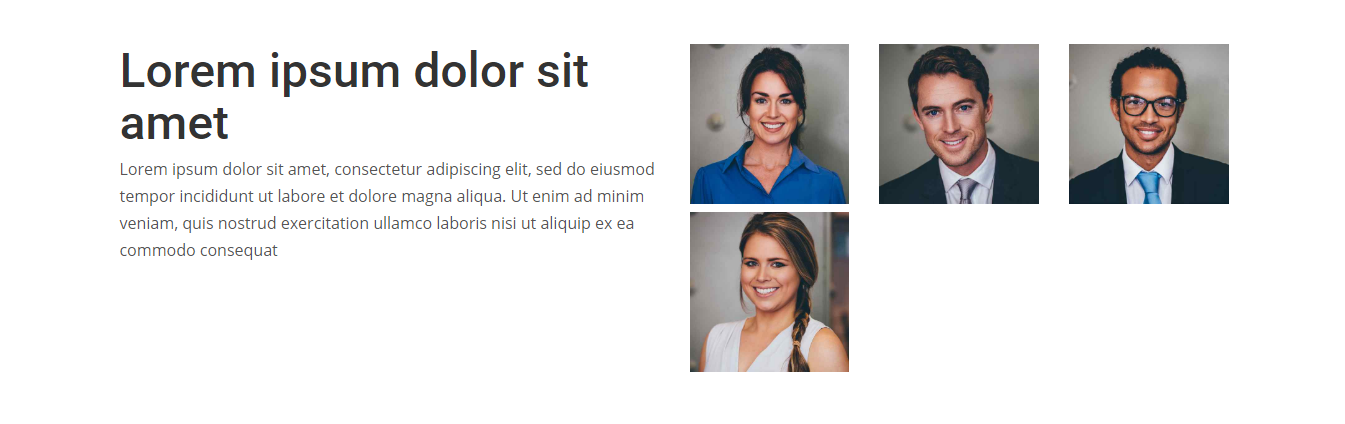 Lorem ipsum dolor sit
amet
Lorem ipsum dolor sit amet, consectetur adipiscing elit, sed do eiusmod
tempor incididunt ut labore et dolore magna aliqua. Ut enim ad minim
veniam, quis nostrud exercitation ullamco laboris nisi ut aliquip ex ea
commodo consequat